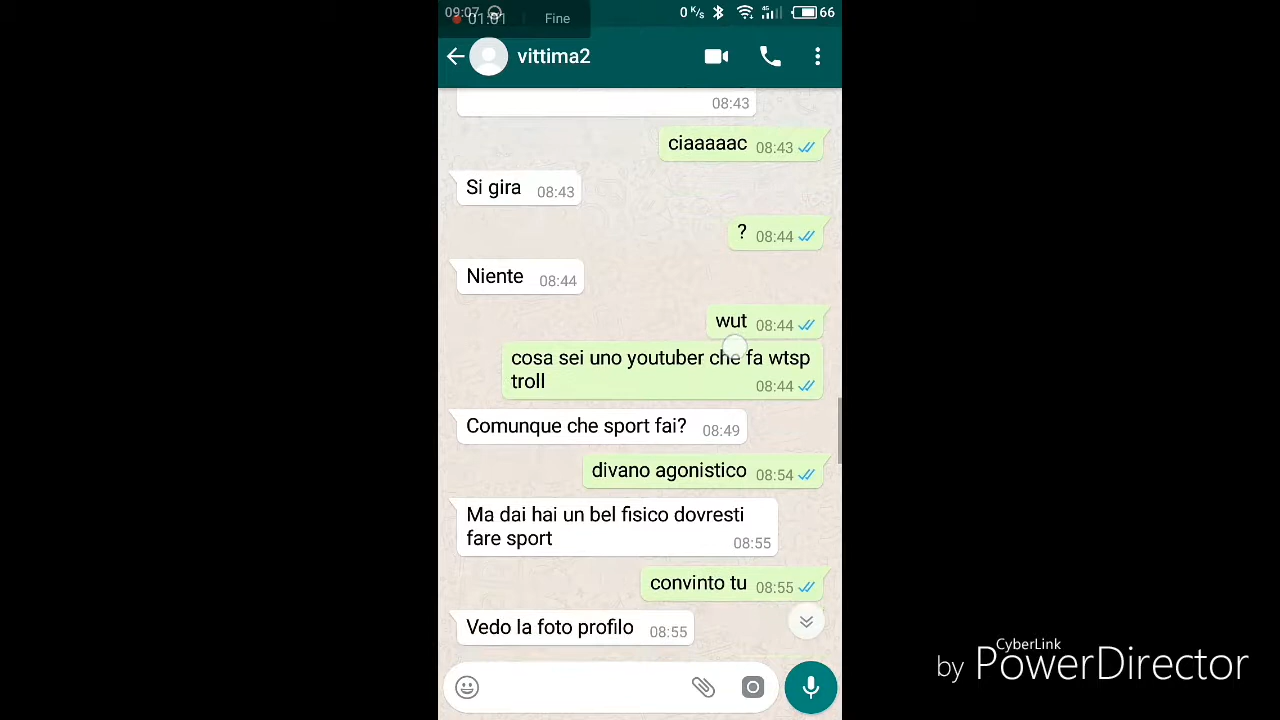 09:07
01:01
Fine
0 K/s 4G 66
vittima2
08:43
ciaaaaac 08:43
Si gira 08:43
? 08:44
Niente 08:44
wut 08:44
cosa sei uno youtuber che fa wtsp
troll 08:44
Comunque che sport fai? 08:49
divano agonistico 08:54
Ma dai hai un bel fisico dovresti
fare sport 08:55
convinto tu 08:55
Vedo la foto profilo 08:55
CyberLink
by PowerDirector